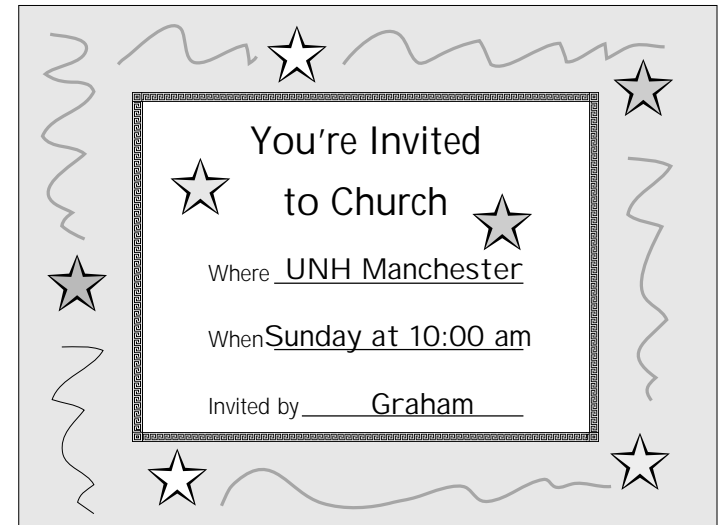 You're Invited
to Church
Where UNH Manchester
When Sunday at 10:00 am
Invited by Graham